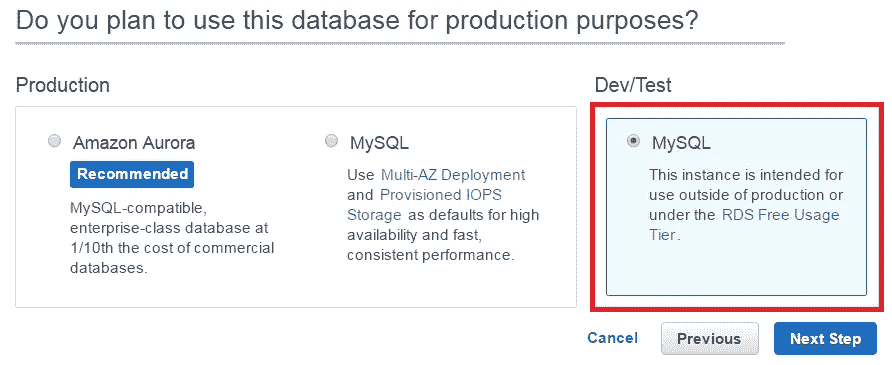 Do you plan to use this database for production purposes?
Production
Amazon Aurora
Recommended
MySQL-compatible,
enterprise-class database at
1/10th the cost of commercial
databases.
MySQL
Use Multi-AZ Deployment
and Provisioned IOPS
Storage as defaults for high
availability and fast,
consistent performance.
Dev/Test
MySQL
This instance is intended for
use outside of production or
under the RDS Free Usage
Tier.
Cancel
Previous
Next Step